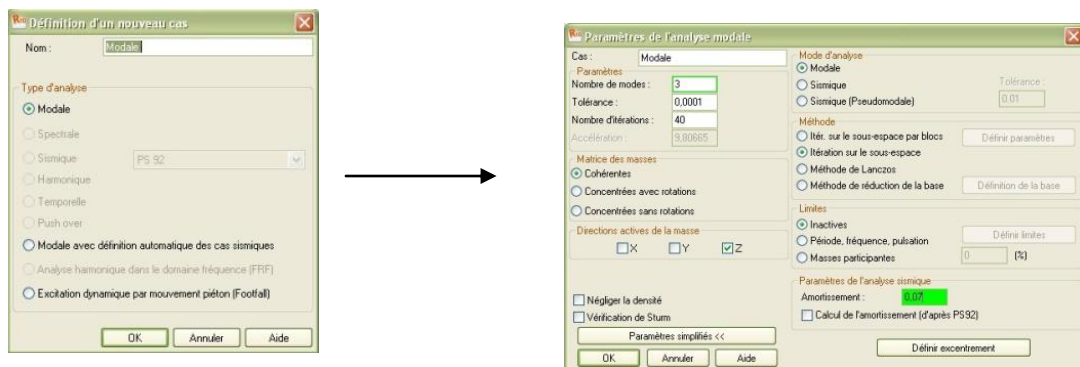 Définition d'un nouveau cas
Nom :
Modale
Type d'analyse
Modale
Spectrale
Sismique
PS 92
Harmonique
Temporelle
Push over
Modale avec définition automatique des cas sismiques
Analyse harmonique dans le domaine fréquence (FRF)
Excitation dynamique par mouvement piéton (Footfall)
OK
Annuler
Aide
Paramètres de l'analyse modale
Cas :
Modale
Paramètres
Nombre de modes :
3
Tolérance :
0,0001
Nombre d'itérations :
40
Accélération :
9,80665
Matrice des masses
Cohérentes
Concentrées avec rotations
Concentrées sans rotations
Directions actives de la masse
X
Y
Z
Négliger la densité
Vérification de Sturm
Paramètres simplifiés <<
OK
Annuler
Aide
Mode d'analyse
Modale
Sismique
Sismique (Pseudomodale)
Tolérance :
0.01
Méthode
Itér. sur le sous-espace par blocs
Définir paramètres
Itération sur le sous-espace
Méthode de Lanczos
Méthode de réduction de la base
Définition de la base
Limites
Inactives
Période, fréquence, pulsation
Définir limites
Masses participantes
0
(%)
Paramètres de l'analyse sismique
Amortissement :
0,07
Calcul de l'amortissement (d'après PS92)
Définir excentrement